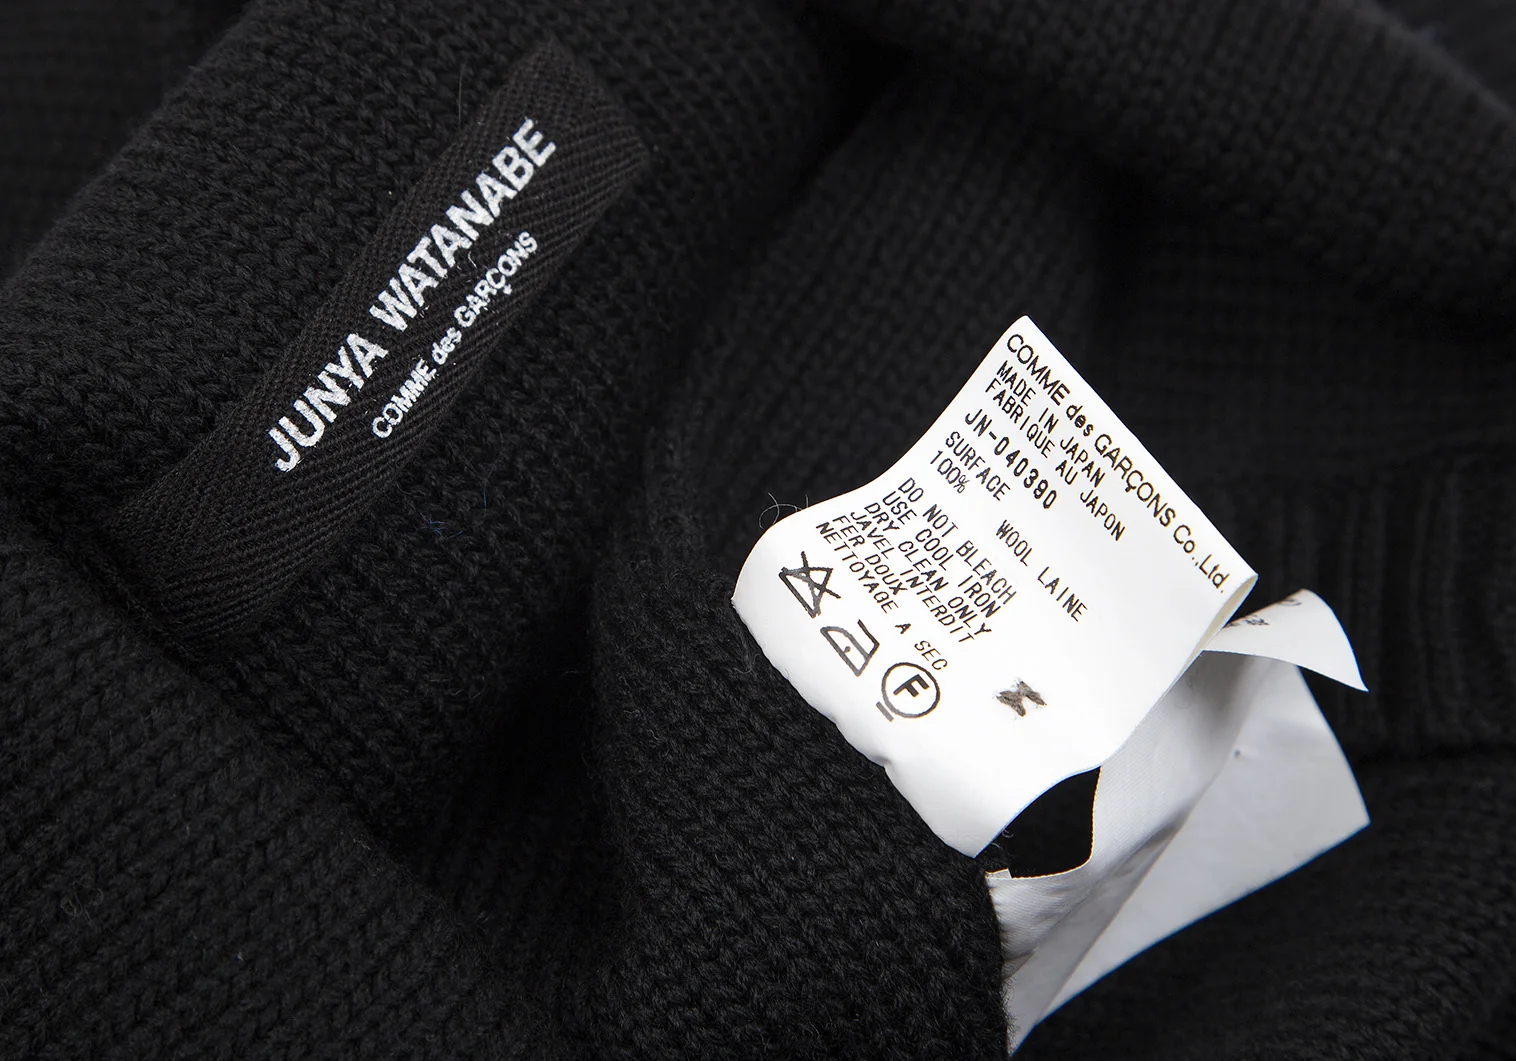 JUNYA WATANABE
COMME des GARÇONS
COMME des GARÇONS Co.,Ltd.
MADE IN JAPAN
FABRIQUE AU JAPON
JN-040390
SURFACE
100% WOOL LAINE
DO NOT BLEACH
USE COOL IRON
DRY CLEAN ONLY
JAVEL INTERDIT
FER DOUX
NETTOYAGE A SEC
F